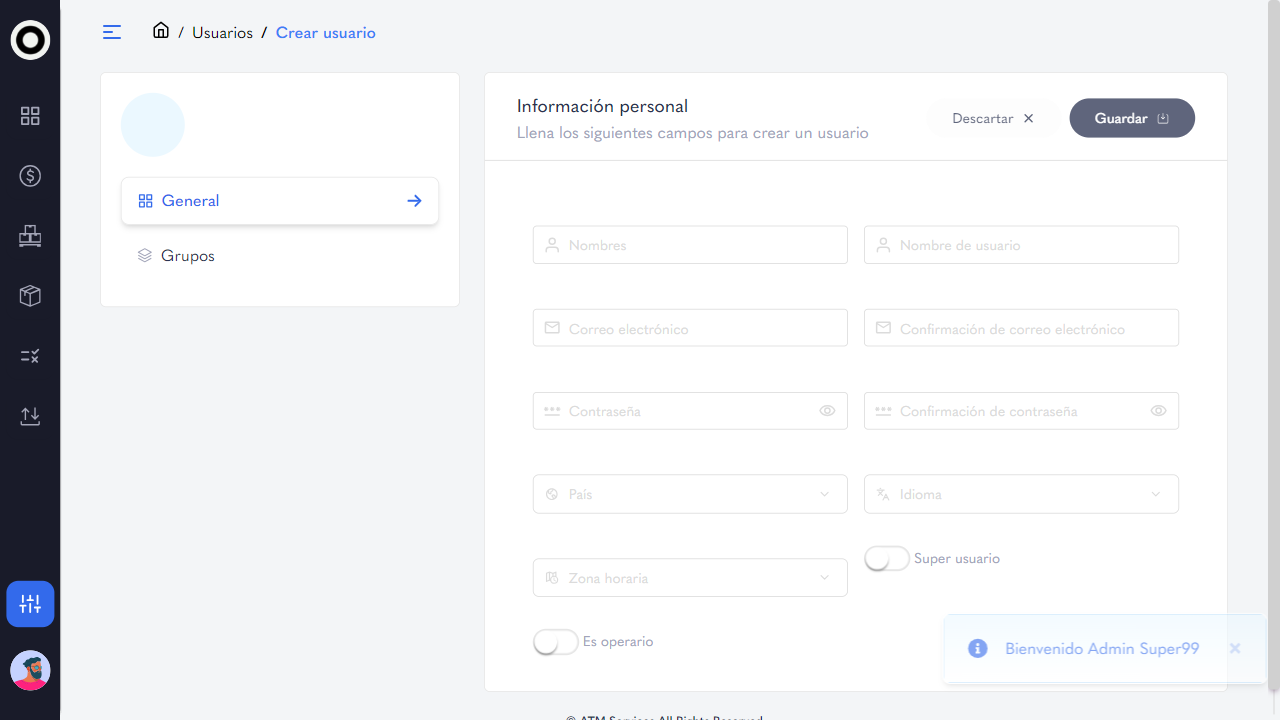 / Usuarios / Crear usuario
General
Grupos
Información personal
Llena los siguientes campos para crear un usuario
Descartar
Guardar
Nombres
Nombre de usuario
Correo electrónico
Confirmación de correo electrónico
Contraseña
Confirmación de contraseña
País
Idioma
Zona horaria
Super usuario
Es operario
Bienvenido Admin Super99
© ATM Services All Rights Reserved